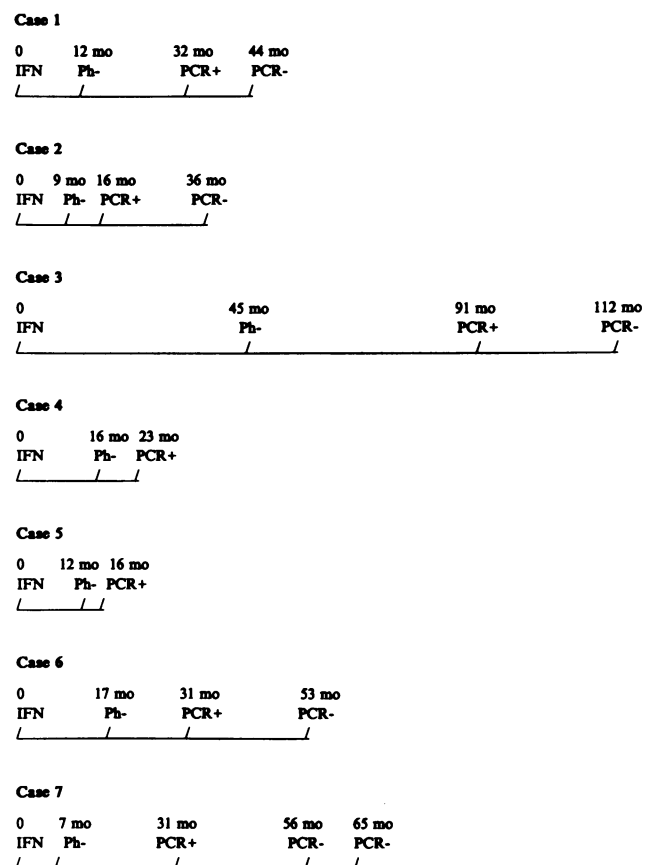 Case 1
0 12 mo 32 mo 44 mo
IFN Ph- PCR+ PCR-
Case 2
0 9 mo 16 mo 36 mo
IFN Ph- PCR+ PCR-
Case 3
0 45 mo 91 mo 112 mo
IFN Ph- PCR+ PCR-
Case 4
0 16 mo 23 mo
IFN Ph- PCR+
Case 5
0 12 mo 16 mo
IFN Ph- PCR+
Case 6
0 17 mo 31 mo 53 mo
IFN Ph- PCR+ PCR-
Case 7
0 7 mo 31 mo 56 mo 65 mo
IFN Ph- PCR+ PCR- PCR-